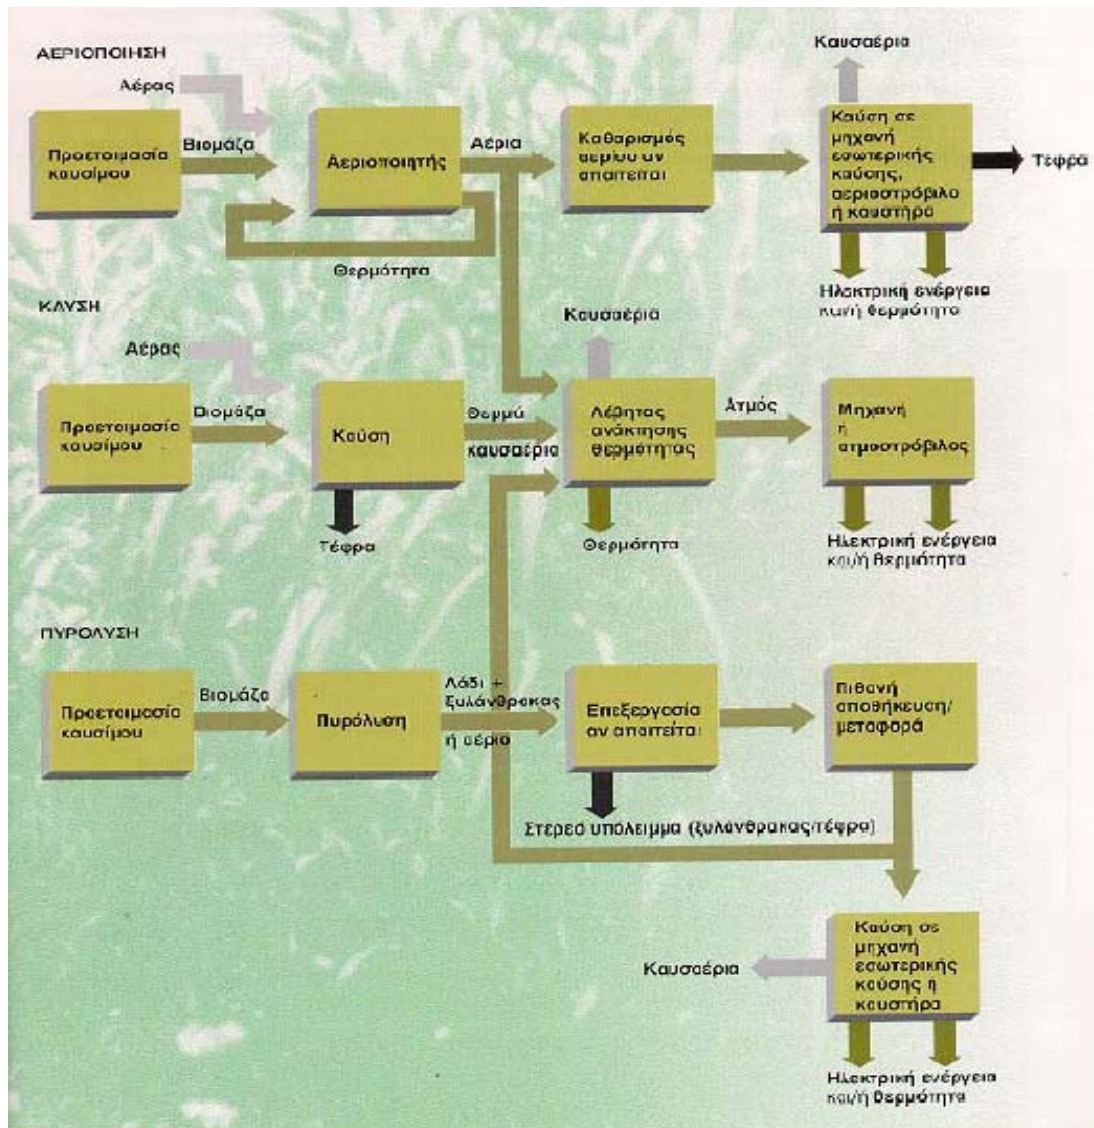 ΑΕΡΙΟΠΟΙΗΣΗ
Αέρας
Προετοιμασία
καυσίμου
Βιομάζα
Αεριοποιητής
Αέρια
Θερμότητα
Καθαρισμός
αερίου αν
απαιτείται
Καυσαέρια
Καύση σε
μηχανή
εσωτερικής
καύσης,
αεριοστρόβιλο
ή καυστήρα
Τέφρα
Ηλεκτρική ενέργεια
και/ή θερμότητα
ΚΑΥΣΗ
Αέρας
Προετοιμασία
καυσίμου
Βιομάζα
Καύση
Τέφρα
Θερμά
καυσαέρια
Καυσαέρια
Λέβητας
ανάκτησης
θερμότητας
Θερμότητα
Ατμός
Μηχανή
ή
ατμοστρόβιλος
Ηλεκτρική ενέργεια
και/ή θερμότητα
ΠΥΡΟΛΥΣΗ
Προετοιμασία
καυσίμου
Βιομάζα
Πυρόλυση
Λάδι +
ξυλάνθρακας
ή αέριο
Επεξεργασία
αν απαιτείται
Στερεό υπόλειμμα (ξυλάνθρακας/τέφρα)
Πιθανή
αποθήκευση/
μεταφορά
Καύση σε
μηχανή
εσωτερικής
καύσης ή
καυστήρα
Καυσαέρια
Ηλεκτρική ενέργεια
και/ή θερμότητα